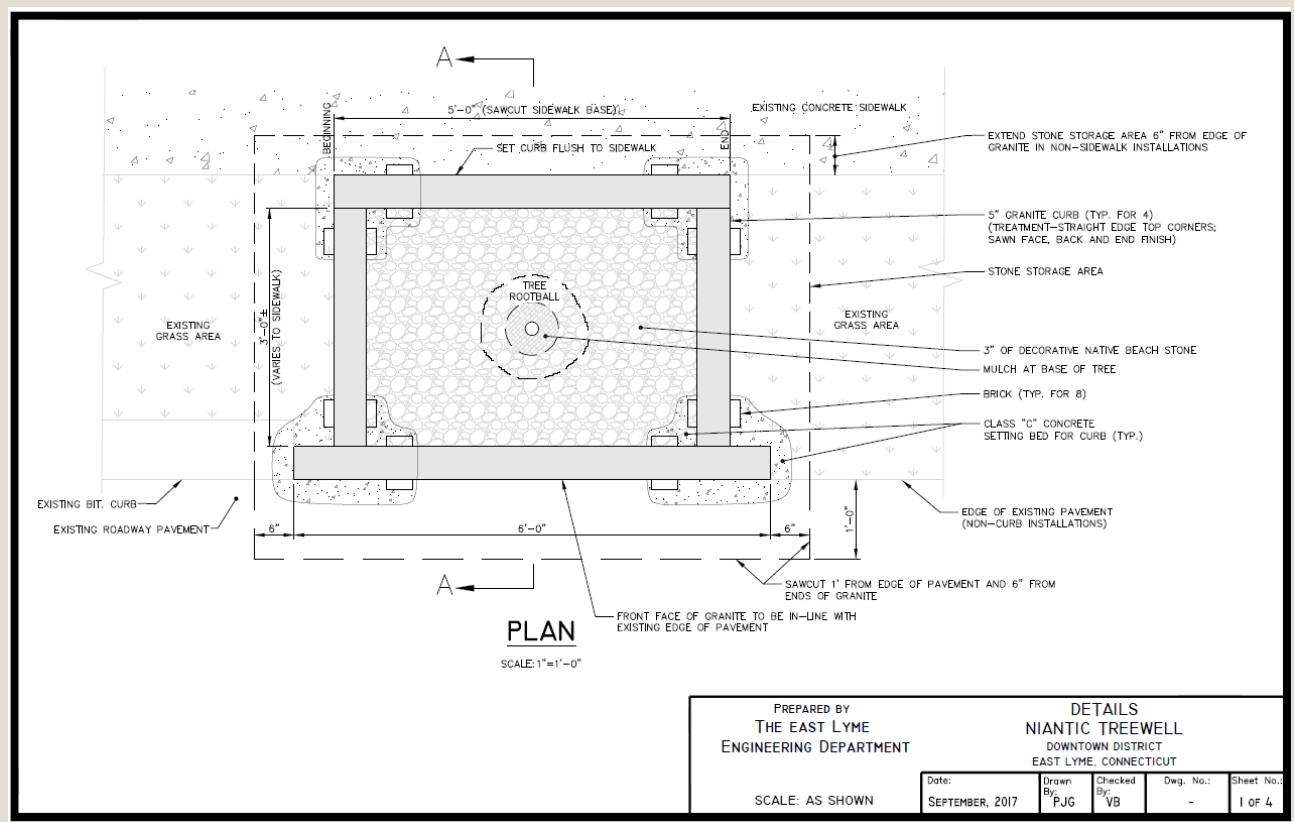 A
5'-0" (SAWCUT SIDEWALK BASE)
EXISTING CONCRETE SIDEWALK
BEGINNING
END
SET CURB FLUSH TO SIDEWALK
EXTEND STONE STORAGE AREA 6" FROM EDGE OF
GRANITE IN NON-SIDEWALK INSTALLATIONS
5" GRANITE CURB (TYP. FOR 4)
(TREATMENT-STRAIGHT EDGE TOP CORNERS;
SAWN FACE, BACK AND END FINISH)
STONE STORAGE AREA
TREE
ROOTBALL
EXISTING
GRASS AREA
3'-0"±
(VARIES TO SIDEWALK)
EXISTING
GRASS AREA
3" OF DECORATIVE NATIVE BEACH STONE
MULCH AT BASE OF TREE
BRICK (TYP. FOR 8)
CLASS "C" CONCRETE
SETTING BED FOR CURB (TYP.)
EXISTING BIT. CURB
EXISTING ROADWAY PAVEMENT
6"
6'-0"
6"
1'-0"
EDGE OF EXISTING PAVEMENT
(NON-CURB INSTALLATIONS)
A
SAWCUT 1' FROM EDGE OF PAVEMENT AND 6" FROM
ENDS OF GRANITE
FRONT FACE OF GRANITE TO BE IN-LINE WITH
EXISTING EDGE OF PAVEMENT
PLAN
SCALE: 1"=1'-0"
PREPARED BY
THE EAST LYME
ENGINEERING DEPARTMENT
SCALE: AS SHOWN
DETAILS
NIANTIC TREEWELL
DOWNTOWN DISTRICT
EAST LYME, CONNECTICUT
Date:
SEPTEMBER, 2017
Drawn
By:
PJG
Checked
By:
VB
Dwg. No.:
-
Sheet No.:
1 OF 4